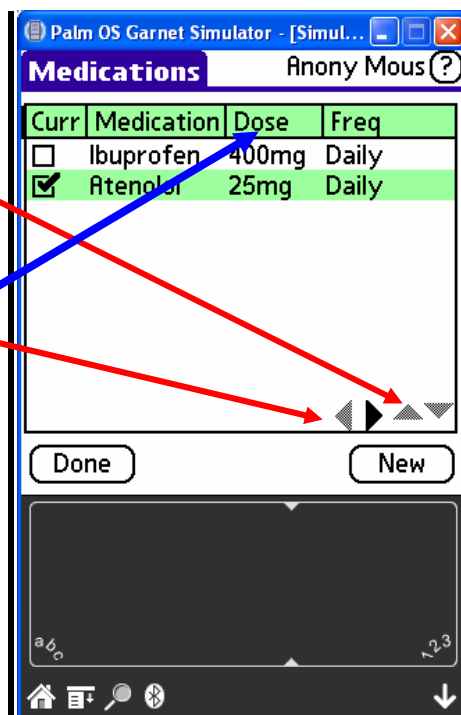 Palm OS Garnet Simulator - [Simul...
Medications Anony Mous ?
Curr Medication Dose Freq
Ibuprofen 400mg Daily
Atenolol 25mg Daily
Done New
abc 123